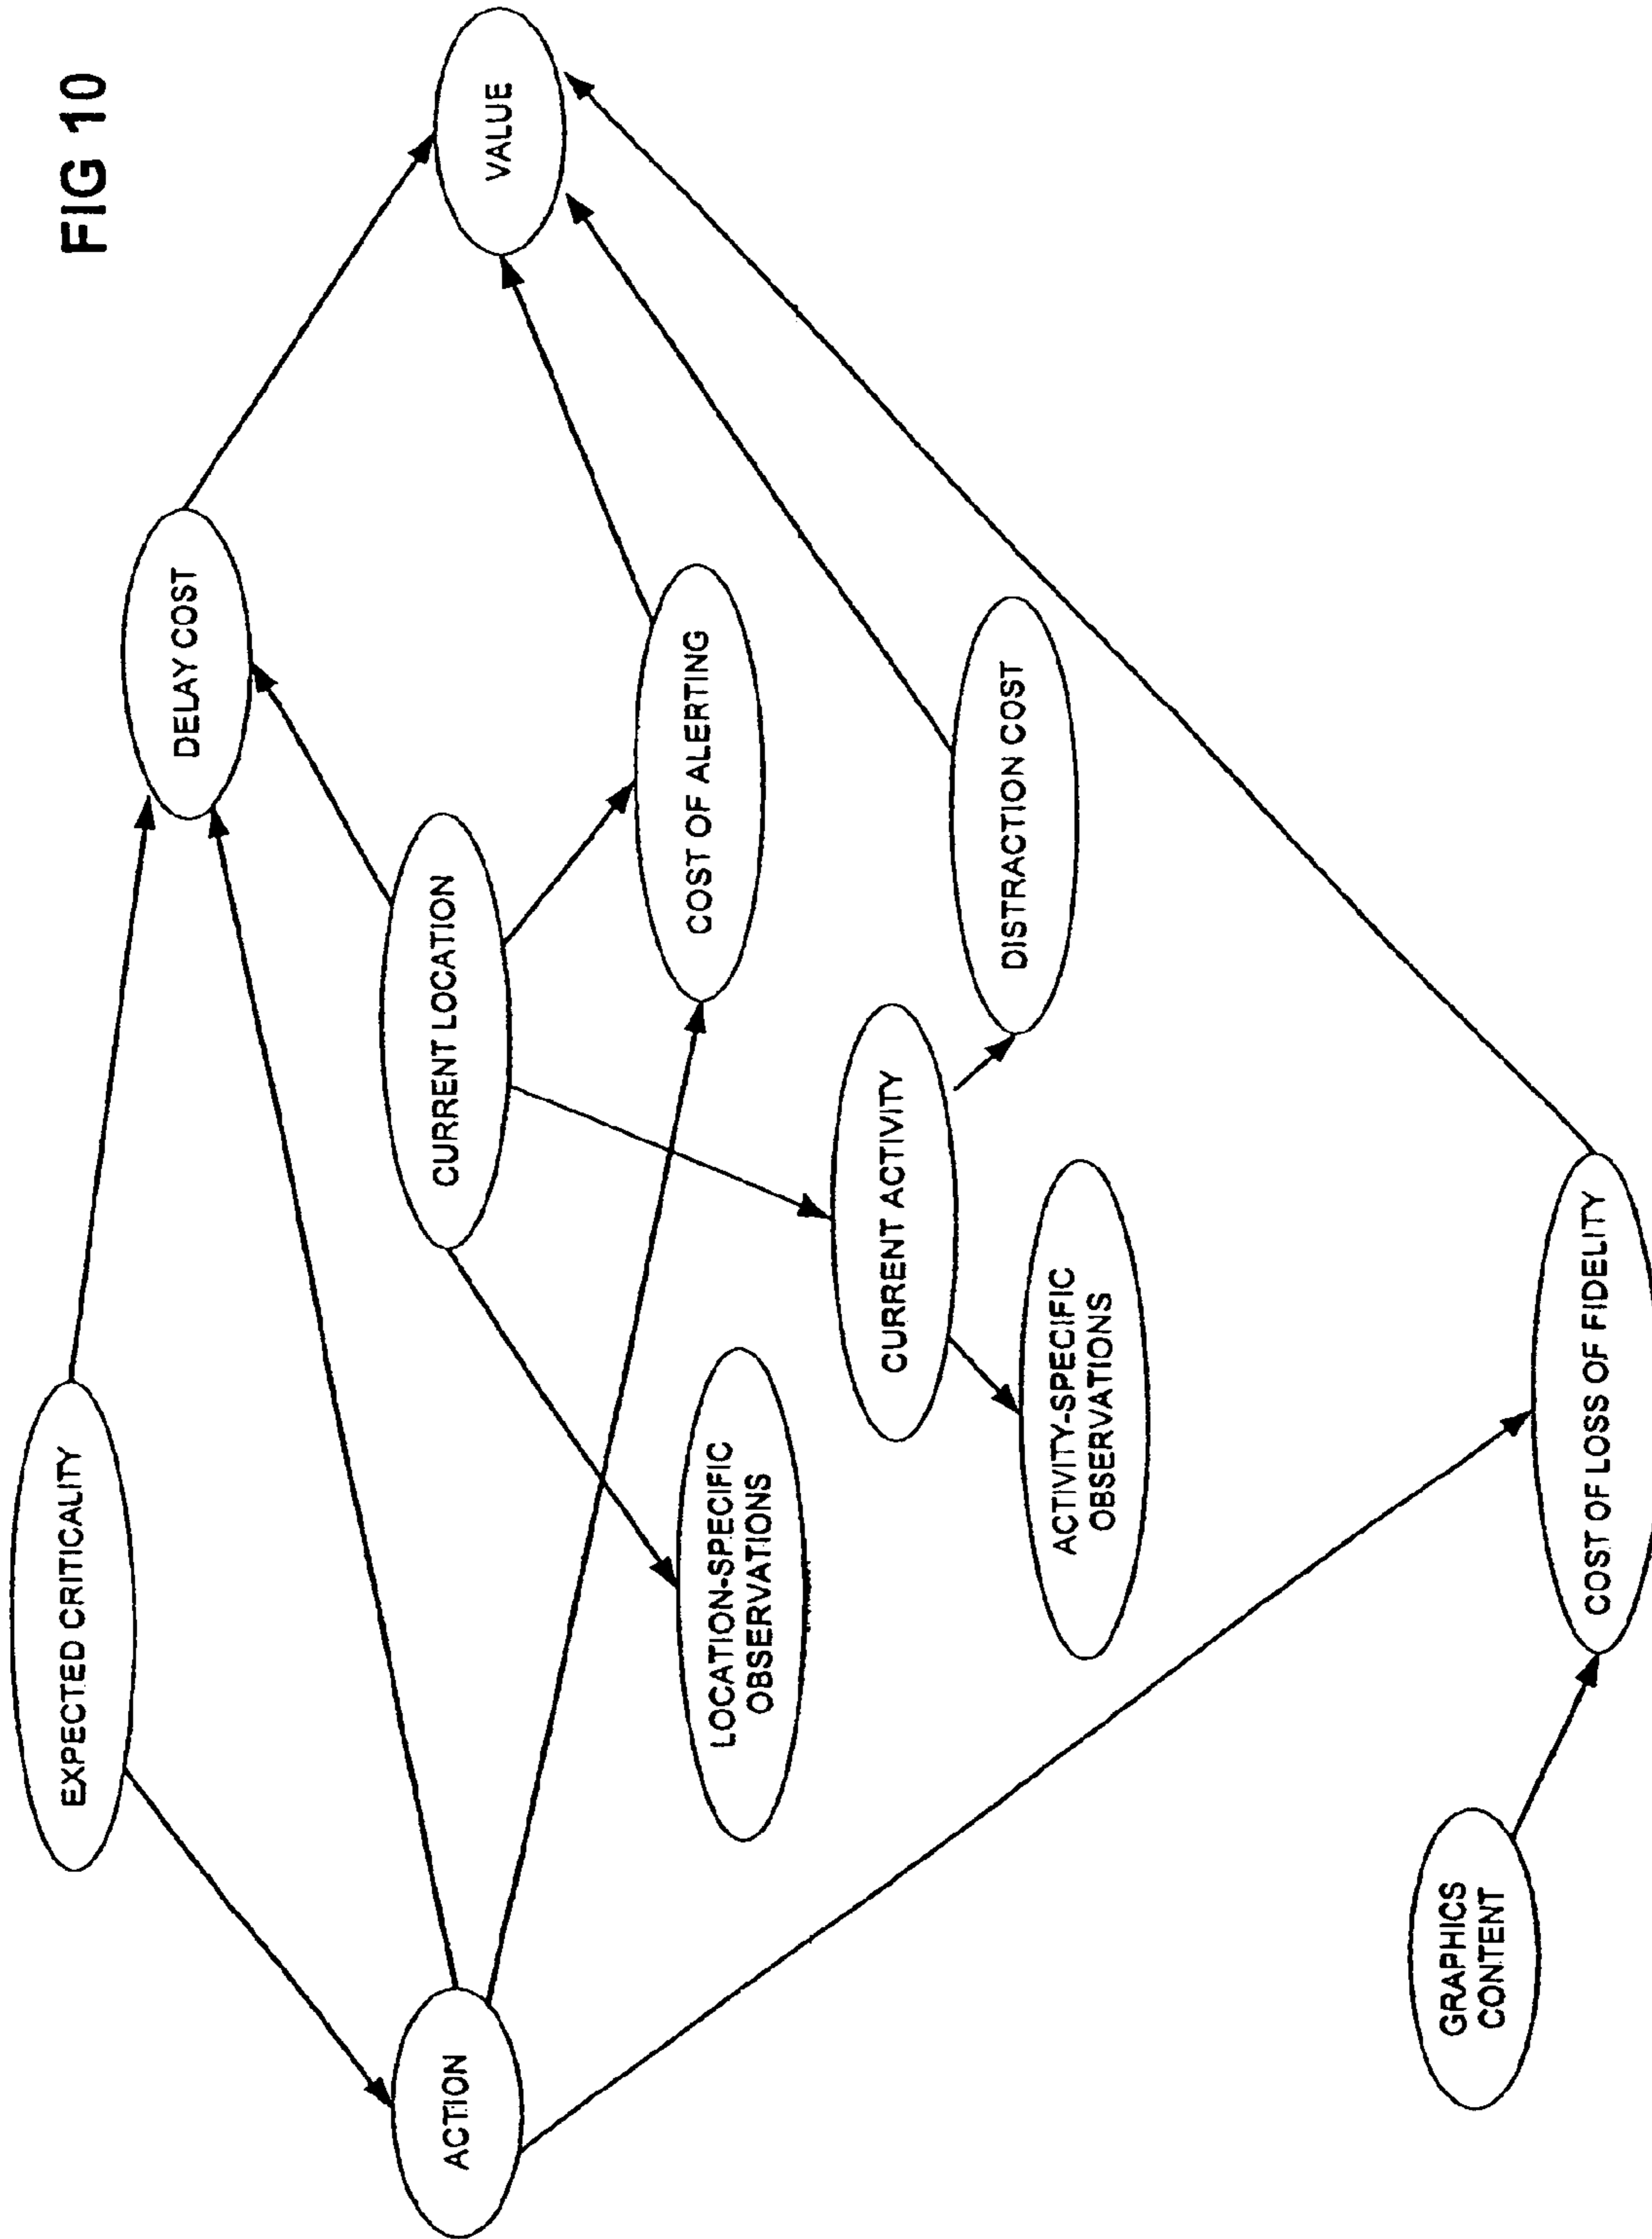 FIG 10
EXPECTED CRITICALITY
DELAY COST
ACTION
CURRENT LOCATION
VALUE
LOCATION-SPECIFIC
OBSERVATIONS
COST OF ALERTING
CURRENT ACTIVITY
ACTIVITY-SPECIFIC
OBSERVATIONS
DISTRACTION COST
GRAPHICS
CONTENT
COST OF LOSS OF FIDELITY